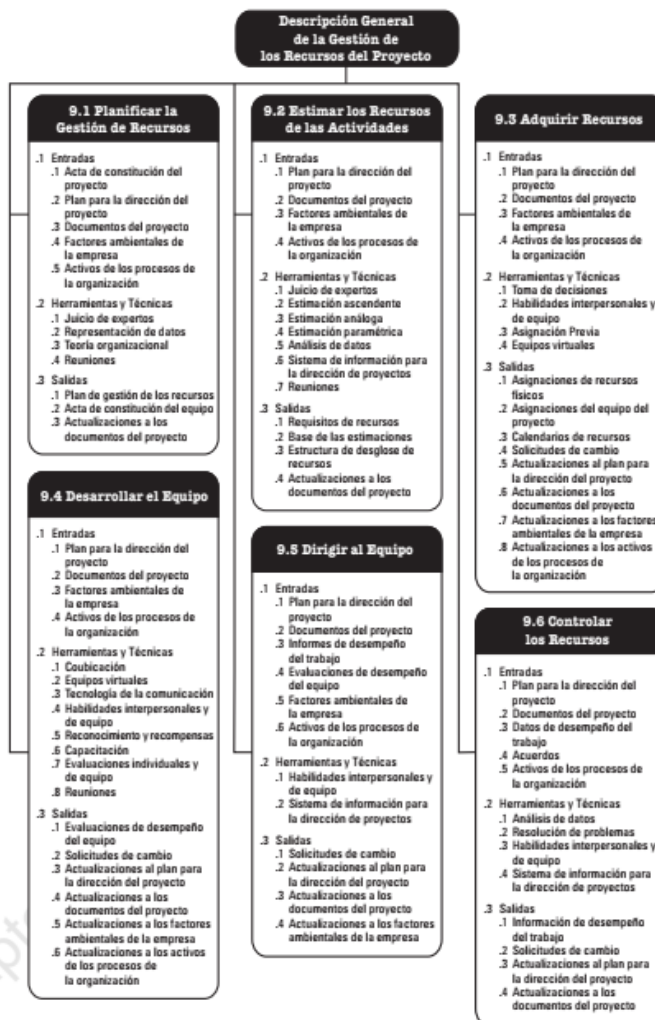 Descripción General
de la Gestión de
los Recursos del Proyecto
9.1 Planificar la
Gestión de Recursos
.1 Entradas
.1 Acta de constitución del
proyecto
.2 Plan para la dirección del
proyecto
.3 Documentos del proyecto
.4 Factores ambientales de
la empresa
.5 Activos de los procesos de
la organización
.2 Herramientas y Técnicas
.1 Juicio de expertos
.2 Representación de datos
.3 Teoría organizacional
.4 Reuniones
.3 Salidas
.1 Plan de gestión de los recursos
.2 Acta de constitución del equipo
.3 Actualizaciones a los
documentos del proyecto
9.2 Estimar los Recursos
de las Actividades
.1 Entradas
.1 Plan para la dirección del
proyecto
.2 Documentos del proyecto
.3 Factores ambientales de
la empresa
.4 Activos de los procesos de
la organización
.2 Herramientas y Técnicas
.1 Juicio de expertos
.2 Estimación ascendente
.3 Estimación análoga
.4 Estimación paramétrica
.5 Análisis de datos
.6 Sistema de información para
la dirección de proyectos
.7 Reuniones
.3 Salidas
.1 Requisitos de recursos
.2 Base de las estimaciones
.3 Estructura de desglose de
recursos
.4 Actualizaciones a los
documentos del proyecto
9.3 Adquirir Recursos
.1 Entradas
.1 Plan para la dirección del
proyecto
.2 Documentos del proyecto
.3 Factores ambientales de
la empresa
.4 Activos de los procesos de
la organización
.2 Herramientas y Técnicas
.1 Toma de decisiones
.2 Habilidades interpersonales y
de equipo
.3 Asignación Previa
.4 Equipos virtuales
.3 Salidas
.1 Asignaciones de recursos
físicos
.2 Asignaciones del equipo del
proyecto
.3 Calendarios de recursos
.4 Solicitudes de cambio
.5 Actualizaciones al plan para
la dirección del proyecto
.6 Actualizaciones a los
documentos del proyecto
.7 Actualizaciones a los factores
ambientales de la empresa
.8 Actualizaciones a los activos
de los procesos de
la organización
9.4 Desarrollar el Equipo
.1 Entradas
.1 Plan para la dirección del
proyecto
.2 Documentos del proyecto
.3 Factores ambientales de
la empresa
.4 Activos de los procesos de
la organización
.2 Herramientas y Técnicas
.1 Coubicación
.2 Equipos virtuales
.3 Tecnología de la comunicación
.4 Habilidades interpersonales y
de equipo
.5 Reconocimiento y recompensas
.6 Capacitación
.7 Evaluaciones individuales y
de equipo
.8 Reuniones
.3 Salidas
.1 Evaluaciones de desempeño
del equipo
.2 Solicitudes de cambio
.3 Actualizaciones al plan para
la dirección del proyecto
.4 Actualizaciones a los
documentos del proyecto
.5 Actualizaciones a los factores
ambientales de la empresa
.6 Actualizaciones a los activos
de los procesos de
la organización
9.5 Dirigir al Equipo
.1 Entradas
.1 Plan para la dirección del
proyecto
.2 Documentos del proyecto
.3 Informes de desempeño
del trabajo
.4 Evaluaciones de desempeño
del equipo
.5 Factores ambientales de
la empresa
.6 Activos de los procesos de
la organización
.2 Herramientas y Técnicas
.1 Habilidades interpersonales y
de equipo
.2 Sistema de información para
la dirección de proyectos
.3 Salidas
.1 Solicitudes de cambio
.2 Actualizaciones al plan para
la dirección del proyecto
.3 Actualizaciones a los
documentos del proyecto
.4 Actualizaciones a los factores
ambientales de la empresa
9.6 Controlar
los Recursos
.1 Entradas
.1 Plan para la dirección del
proyecto
.2 Documentos del proyecto
.3 Datos de desempeño del
trabajo
.4 Acuerdos
.5 Activos de los procesos de
la organización
.2 Herramientas y Técnicas
.1 Análisis de datos
.2 Resolución de problemas
.3 Habilidades interpersonales y
de equipo
.4 Sistema de información para
la dirección de proyectos
.3 Salidas
.1 Información de desempeño
del trabajo
.2 Solicitudes de cambio
.3 Actualizaciones al plan para
la dirección del proyecto
.4 Actualizaciones a los
documentos del proyecto